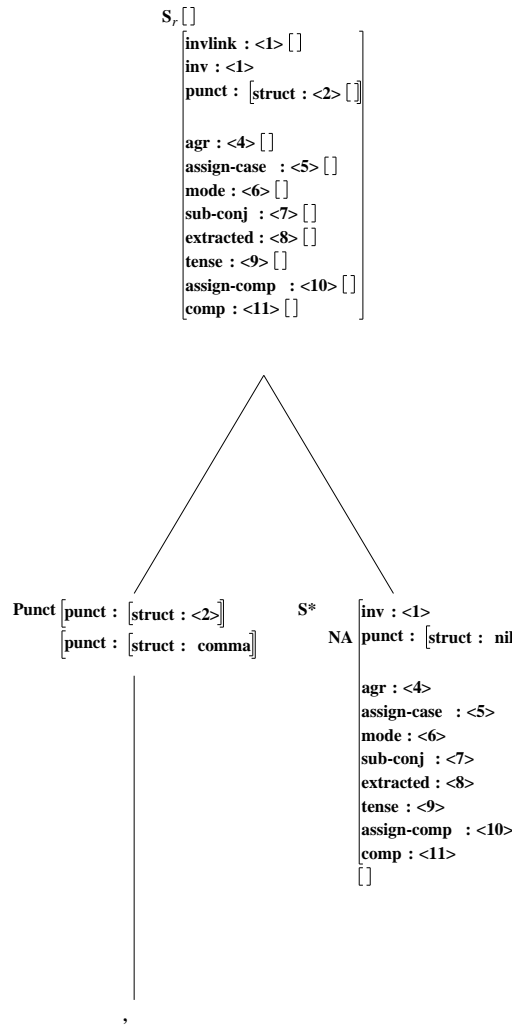 Sr []
invlink : <1> []
inv : <1>
punct : [struct : <2> []]
agr : <4> []
assign-case : <5> []
mode : <6> []
sub-conj : <7> []
extracted : <8> []
tense : <9> []
assign-comp : <10> []
comp : <11> []
Punct [punct : [struct : <2>]]
[punct : [struct : comma]]
S* inv : <1>
NA punct : [struct : nil
agr : <4>
assign-case : <5>
mode : <6>
sub-conj : <7>
extracted : <8>
tense : <9>
assign-comp : <10>
comp : <11>
[]
,